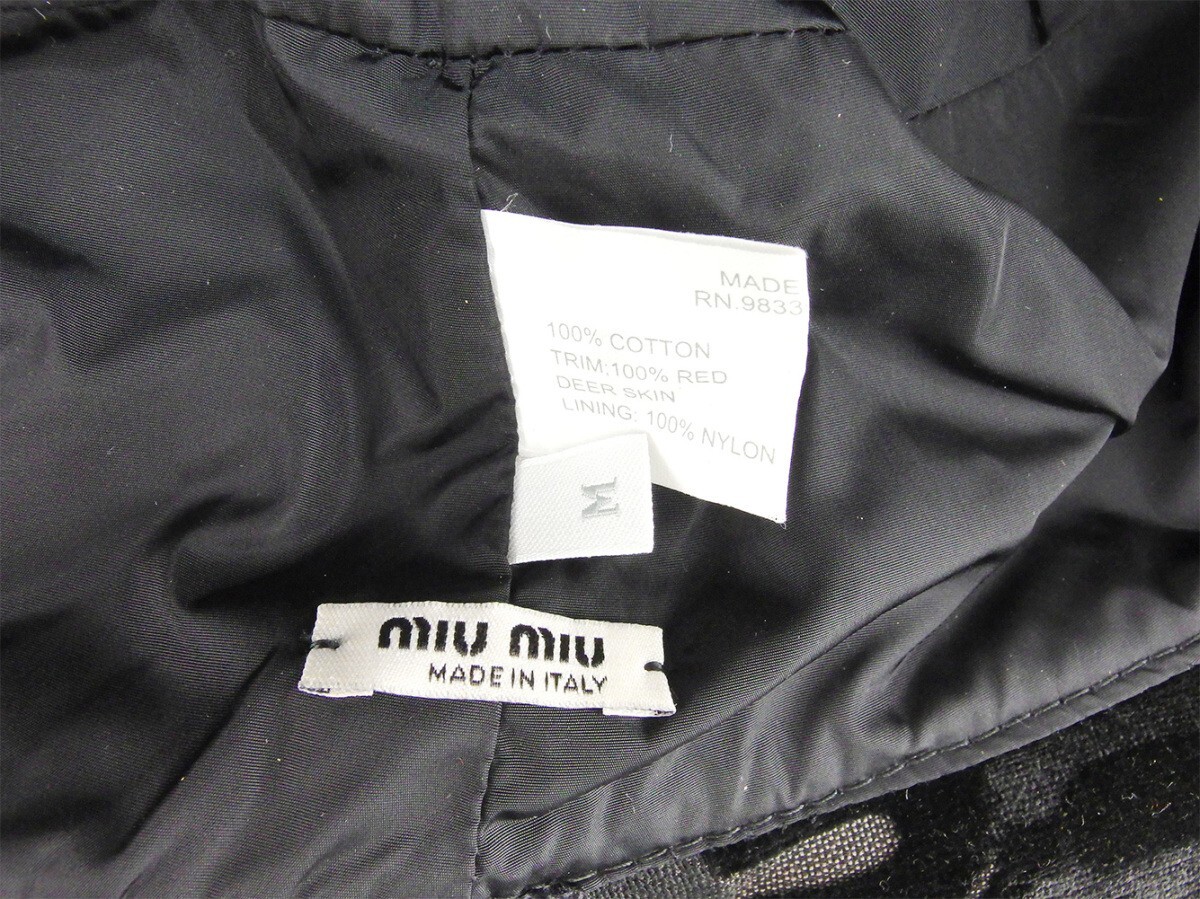 MADE
RN.9833
100% COTTON
TRIM:100% RED
DEER SKIN
LINING: 100% NYLON
M
miu miu
MADE IN ITALY